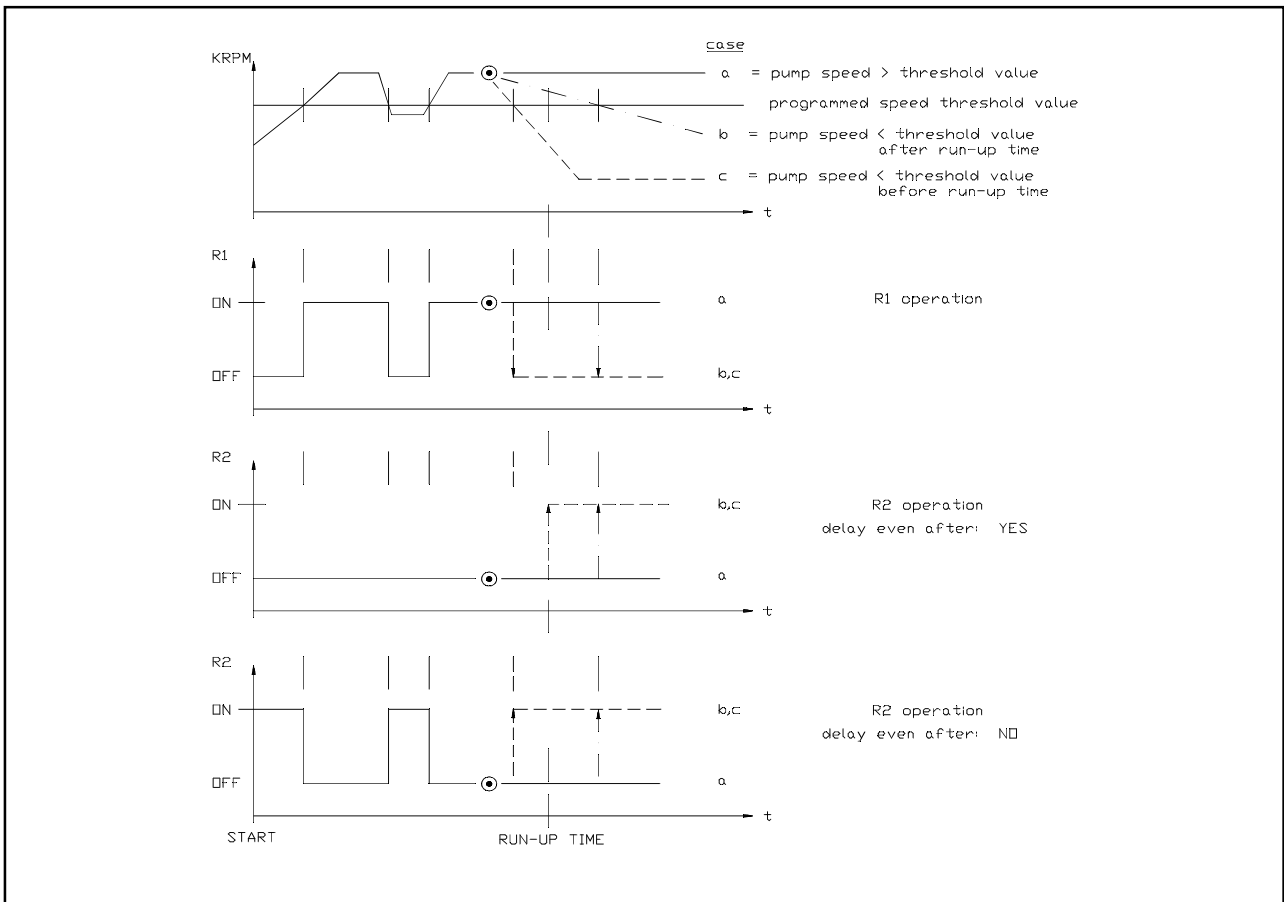 case
KRPM
a = pump speed > threshold value
programmed speed threshold value
b = pump speed < threshold value
after run-up time
c = pump speed < threshold value
before run-up time
t
R1
ON
a
R1 operation
OFF
b,c
t
R2
ON
b,c
R2 operation
delay even after: YES
OFF
a
t
R2
ON
b,c
R2 operation
delay even after: NO
OFF
a
t
START
RUN-UP TIME